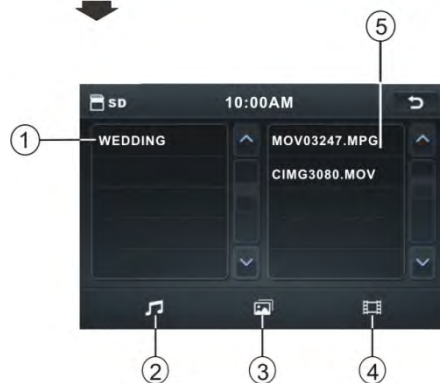 5
SD 10:00AM
1
WEDDING MOV03247.MPG
CIMG3080.MOV
2 3 4